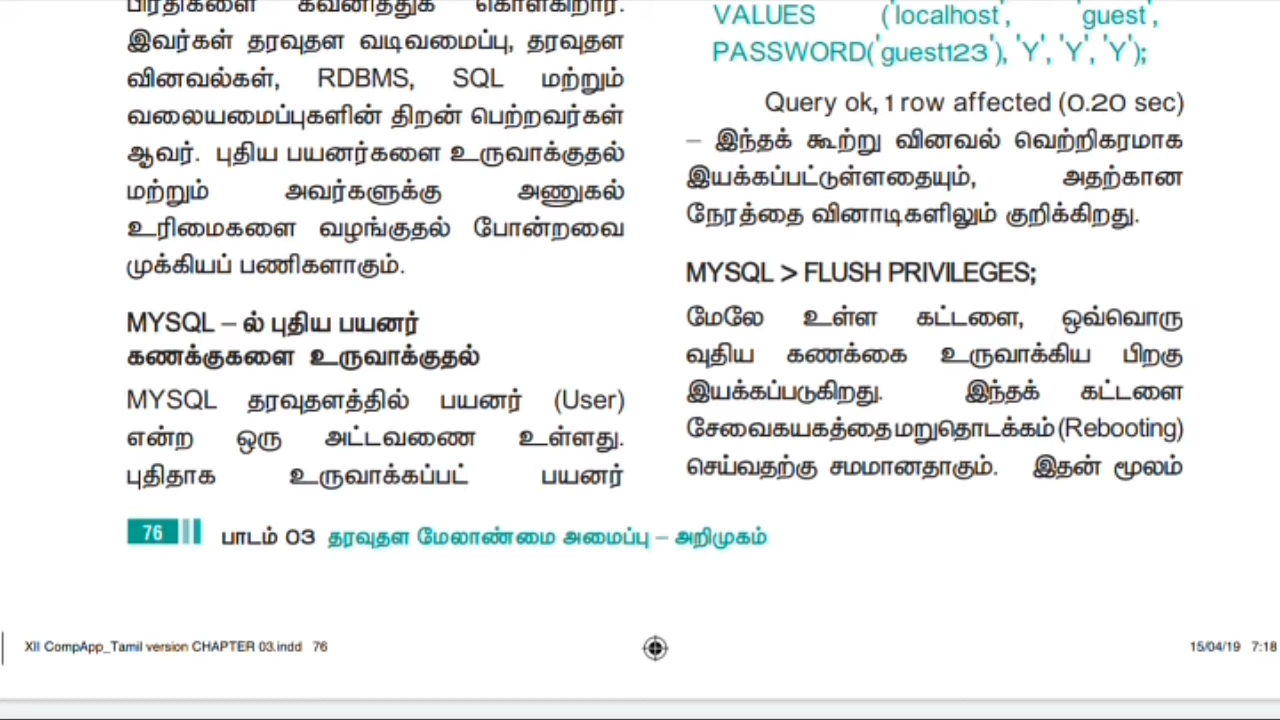 பிரதிகளை கவனித்துக் கொள்கிறார்.
இவர்கள் தரவுதள வடிவமைப்பு, தரவுதள
வினவல்கள், RDBMS, SQL மற்றும்
வலையமைப்புகளின் திறன் பெற்றவர்கள்
ஆவர். புதிய பயனர்களை உருவாக்குதல்
மற்றும் அவர்களுக்கு அணுகல்
உரிமைகளை வழங்குதல் போன்றவை
முக்கியப் பணிகளாகும்.
MYSQL – ல் புதிய பயனர்
கணக்குகளை உருவாக்குதல்
MYSQL தரவுதளத்தில் பயனர் (User)
என்ற ஒரு அட்டவணை உள்ளது.
புதிதாக உருவாக்கப்பட் பயனர்
VALUES ('localhost', 'guest',
PASSWORD('guest123'), 'Y', 'Y', 'Y');
Query ok, 1 row affected (0.20 sec)
– இந்தக் கூற்று வினவல் வெற்றிகரமாக
இயக்கப்பட்டுள்ளதையும், அதற்கான
நேரத்தை வினாடிகளிலும் குறிக்கிறது.
MYSQL > FLUSH PRIVILEGES;
மேலே உள்ள கட்டளை, ஒவ்வொரு
வுதிய கணக்கை உருவாக்கிய பிறகு
இயக்கப்படுகிறது. இந்தக் கட்டளை
சேவைகயகத்தை மறுதொடக்கம் (Rebooting)
செய்வதற்கு சமமானதாகும். இதன் மூலம்
76 பாடம் 03 தரவுதள மேலாண்மை அமைப்பு – அறிமுகம்
XII CompApp_Tamil version CHAPTER 03.indd 76
15/04/19 7:18